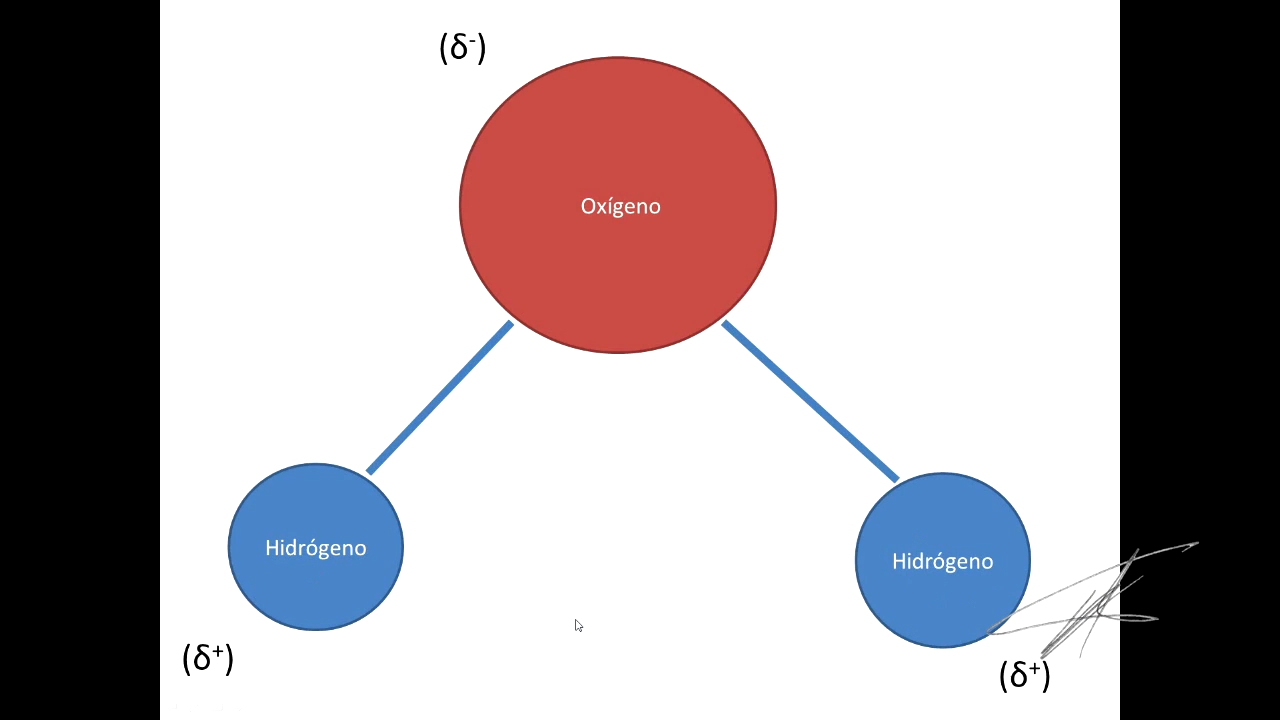 (δ⁻)
Oxígeno
Hidrógeno
Hidrógeno
(δ⁺)
(δ⁺)